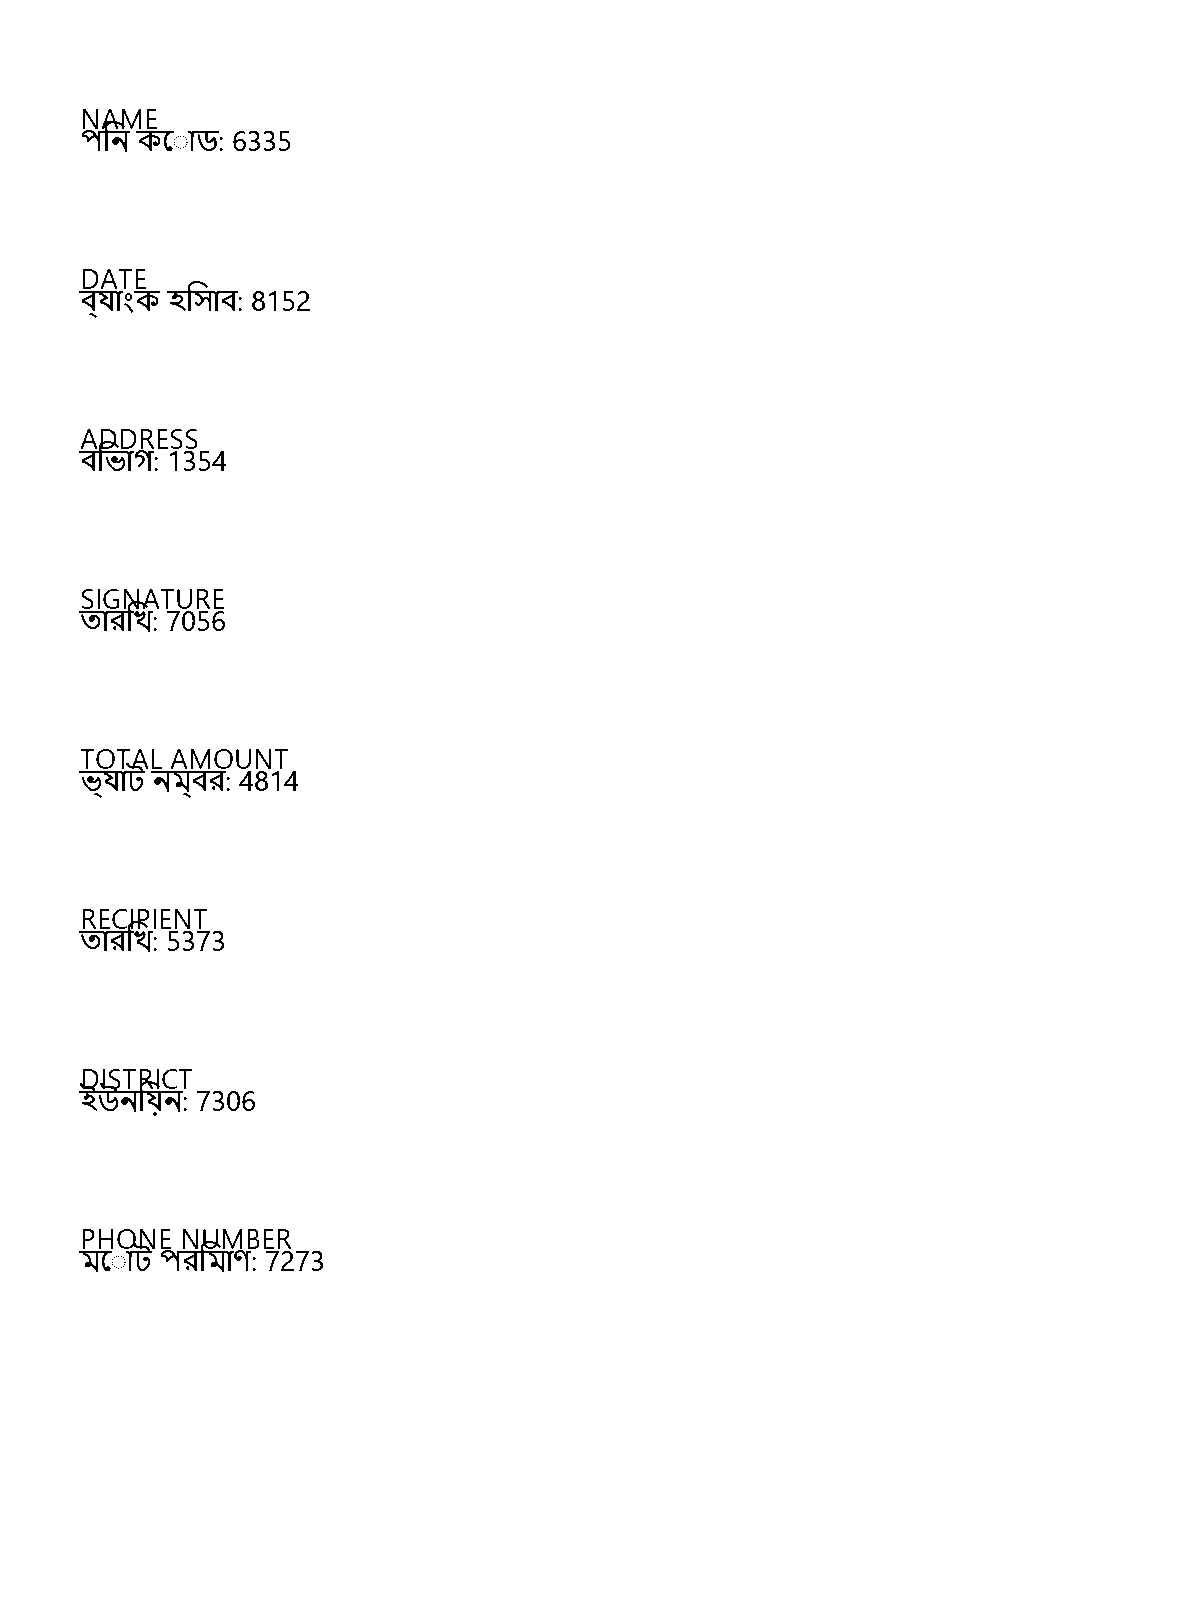 NAME
পিন কোড: 6335
DATE
ব্যাংক হিসাব: 8152
ADDRESS
বিভাগ: 1354
SIGNATURE
তারিখ: 7056
TOTAL AMOUNT
ভ্যাট নম্বর: 4814
RECIPIENT
তারিখ: 5373
DISTRICT
ইউনিয়ন: 7306
PHONE NUMBER
মোট পরিমাণ: 7273